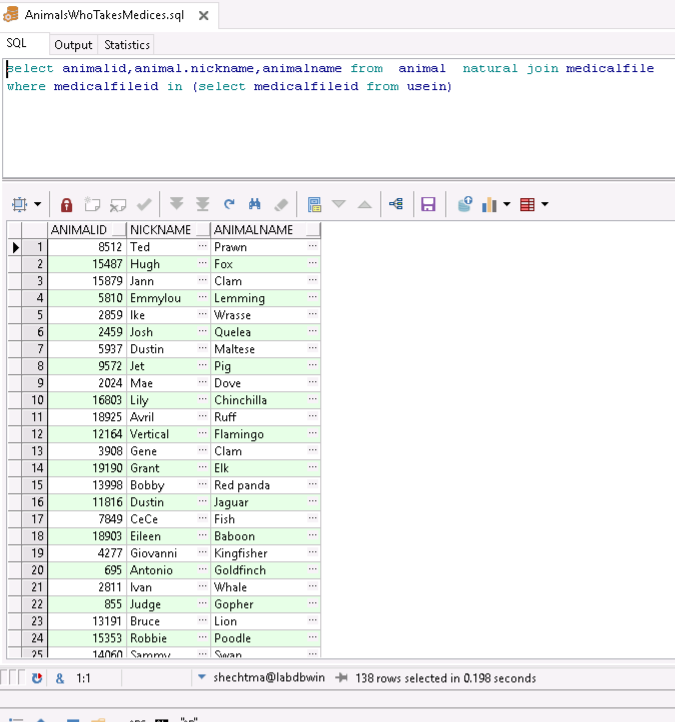 AnimalsWhoTakesMedices.sql
SQL Output Statistics
select animalid,animal.nickname,animalname from animal natural join medicalfile
where medicalfileid in (select medicalfileid from usein)
ANIMALID NICKNAME ANIMALNAME
1 8512 Ted ... Prawn ...
2 15487 Hugh ... Fox ...
3 15879 Jann ... Clam ...
4 5810 Emmylou ... Lemming ...
5 2859 Ike ... Wrasse ...
6 2459 Josh ... Quelea ...
7 5937 Dustin ... Maltese ...
8 9572 Jet ... Pig ...
9 2024 Mae ... Dove ...
10 16803 Lily ... Chinchilla ...
11 18925 Avril ... Ruff ...
12 12164 Vertical ... Flamingo ...
13 3908 Gene ... Clam ...
14 19190 Grant ... Elk ...
15 13998 Bobby ... Red panda ...
16 11816 Dustin ... Jaguar ...
17 7849 CeCe ... Fish ...
18 18903 Eileen ... Baboon ...
19 4277 Giovanni ... Kingfisher ...
20 695 Antonio ... Goldfinch ...
21 2811 Ivan ... Whale ...
22 855 Judge ... Gopher ...
23 13191 Bruce ... Lion ...
24 15353 Robbie ... Poodle ...
25 14060 Sammy ... Swan ...
& 1:1 shechtma@labdbwin 138 rows selected in 0.198 seconds